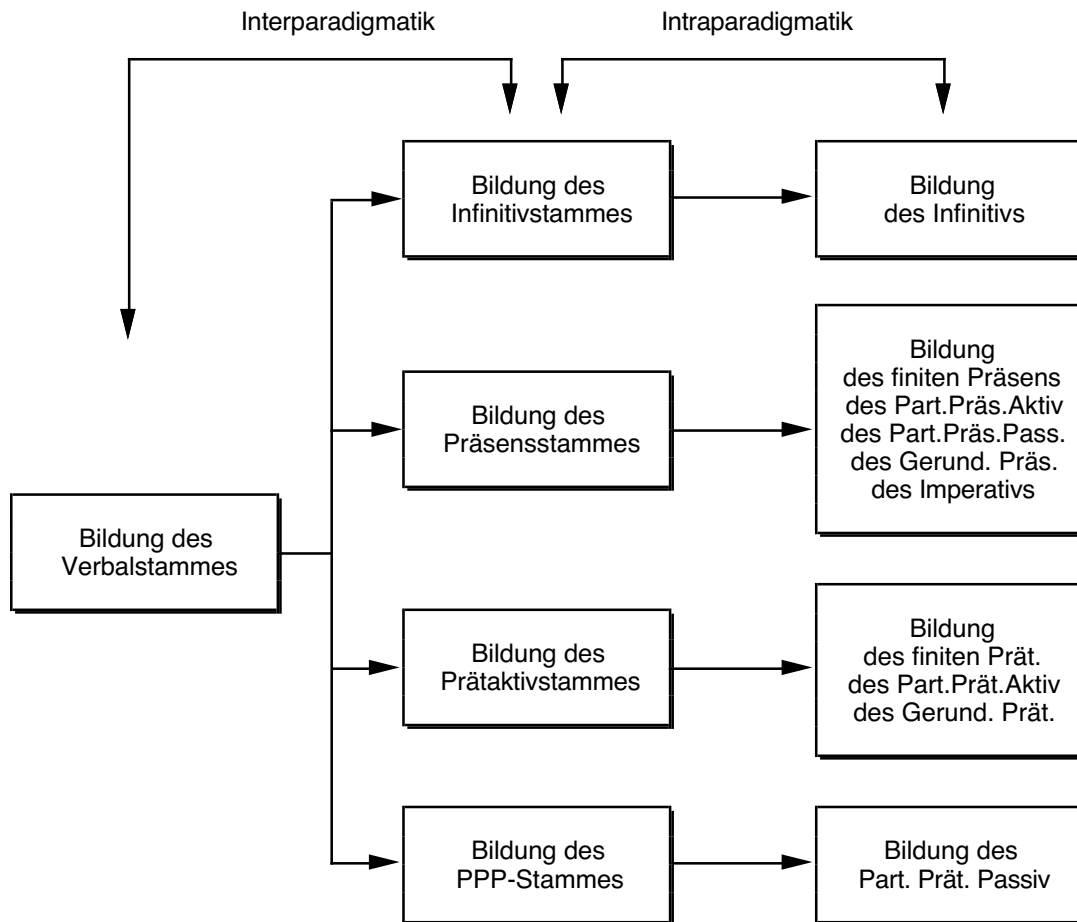 Interparadigmatik
Intraparadigmatik
Bildung des
Infinitivstammes
Bildung
des Infinitivs
Bildung des
Präsensstammes
Bildung
des finiten Präsens
des Part.Präs.Aktiv
des Part.Präs.Pass.
des Gerund. Präs.
des Imperativs
Bildung des
Verbalstammes
Bildung des
Prätaktivstammes
Bildung
des finiten Prät.
des Part.Prät.Aktiv
des Gerund. Prät.
Bildung des
PPP-Stammes
Bildung des
Part. Prät. Passiv